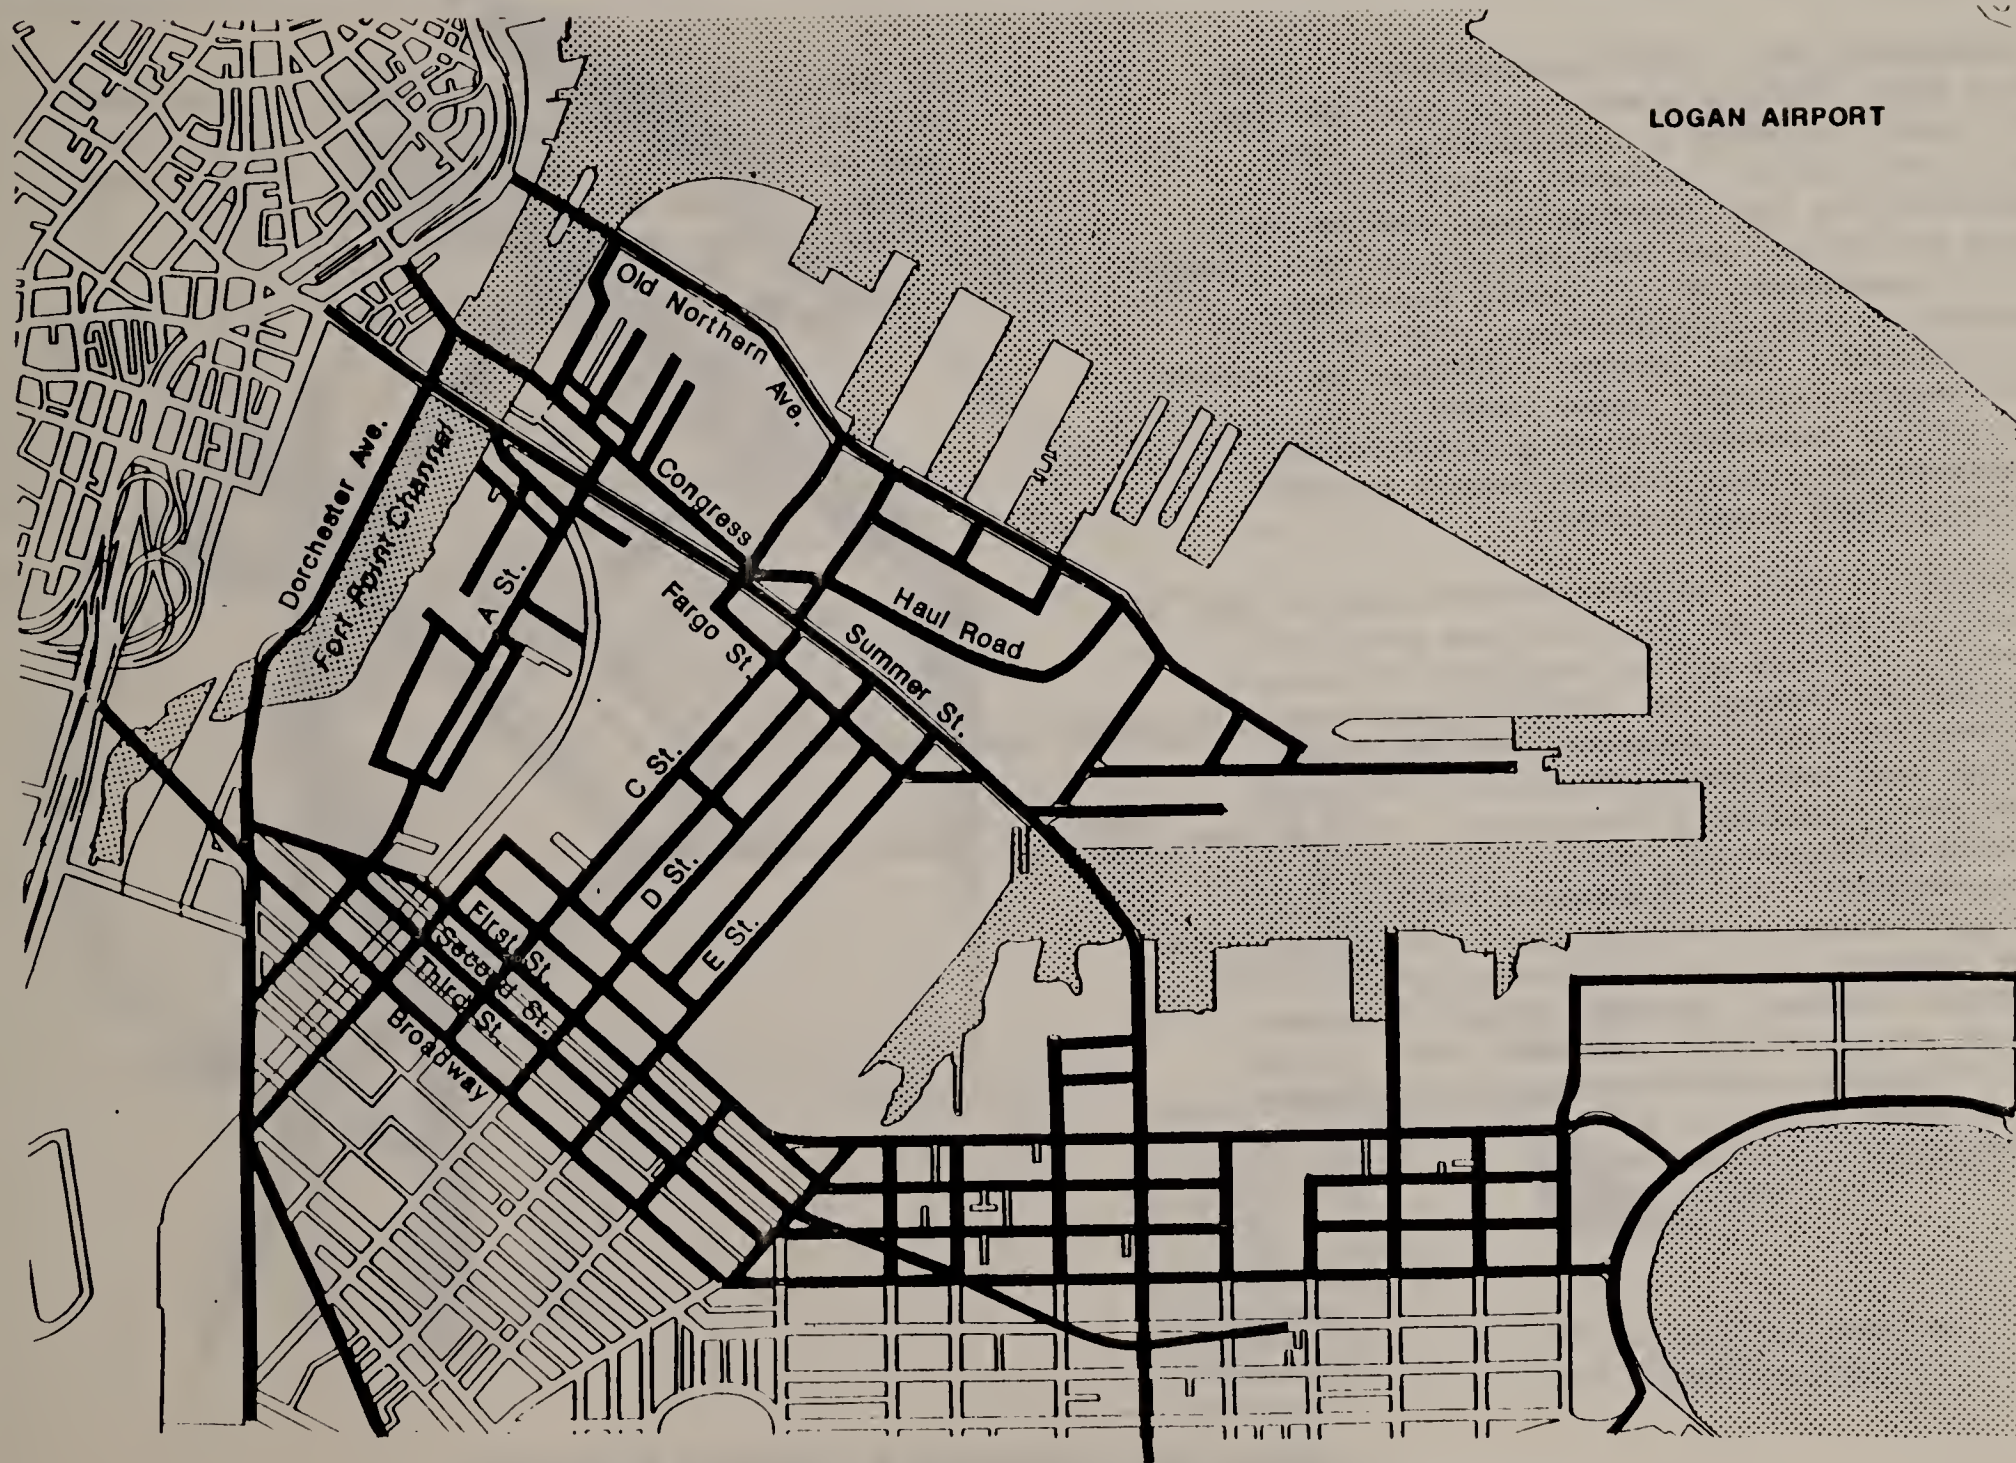 LOGAN AIRPORT
Old Northern Ave.
Dorchester Ave.
Fort Point Channel
Congress
A St.
Fargo St.
Haul Road
Summer St.
C St.
D St.
E St.
First St.
Second St.
Third St.
Broadway